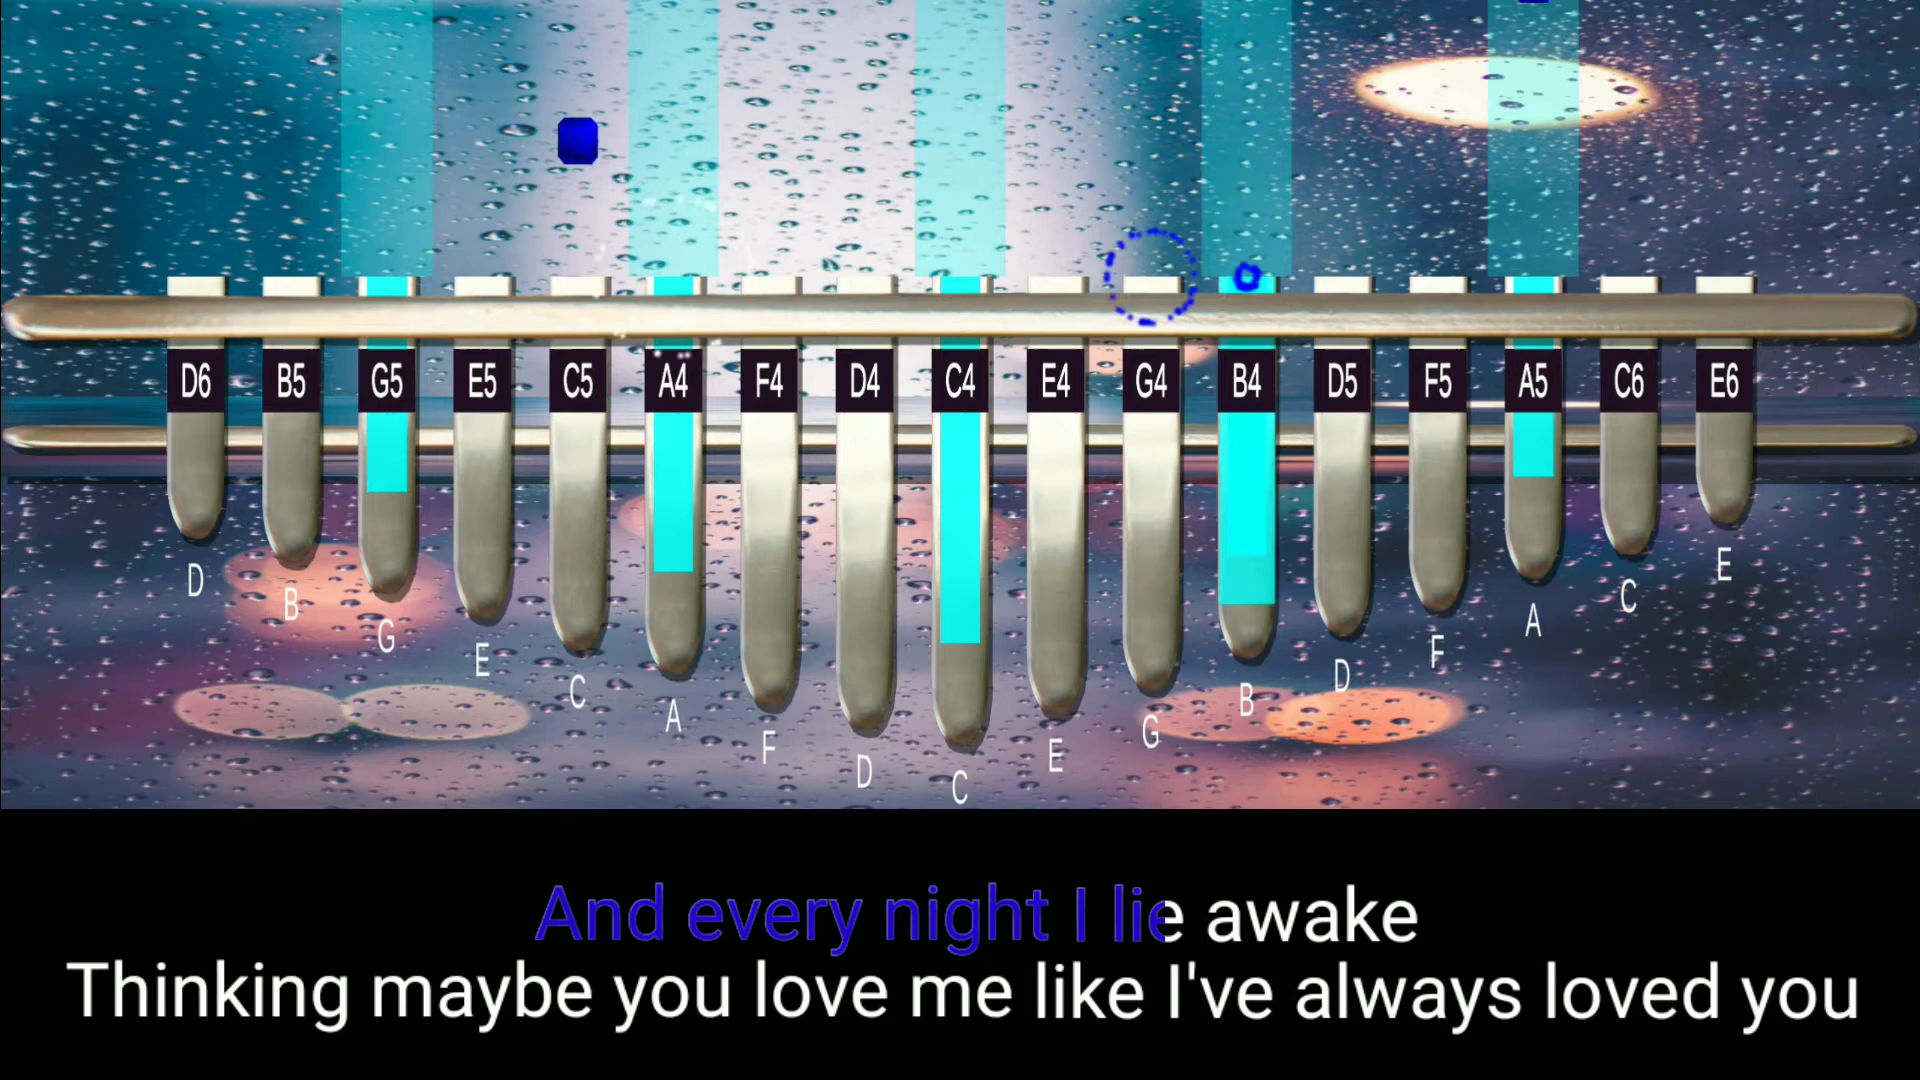 D6 B5 G5 E5 C5 A4 F4 D4 C4 E4 G4 B4 D5 F5 A5 C6 E6
D B G E C A F D C E G B D F A C E
And every night I lie awake
Thinking maybe you love me like I've always loved you